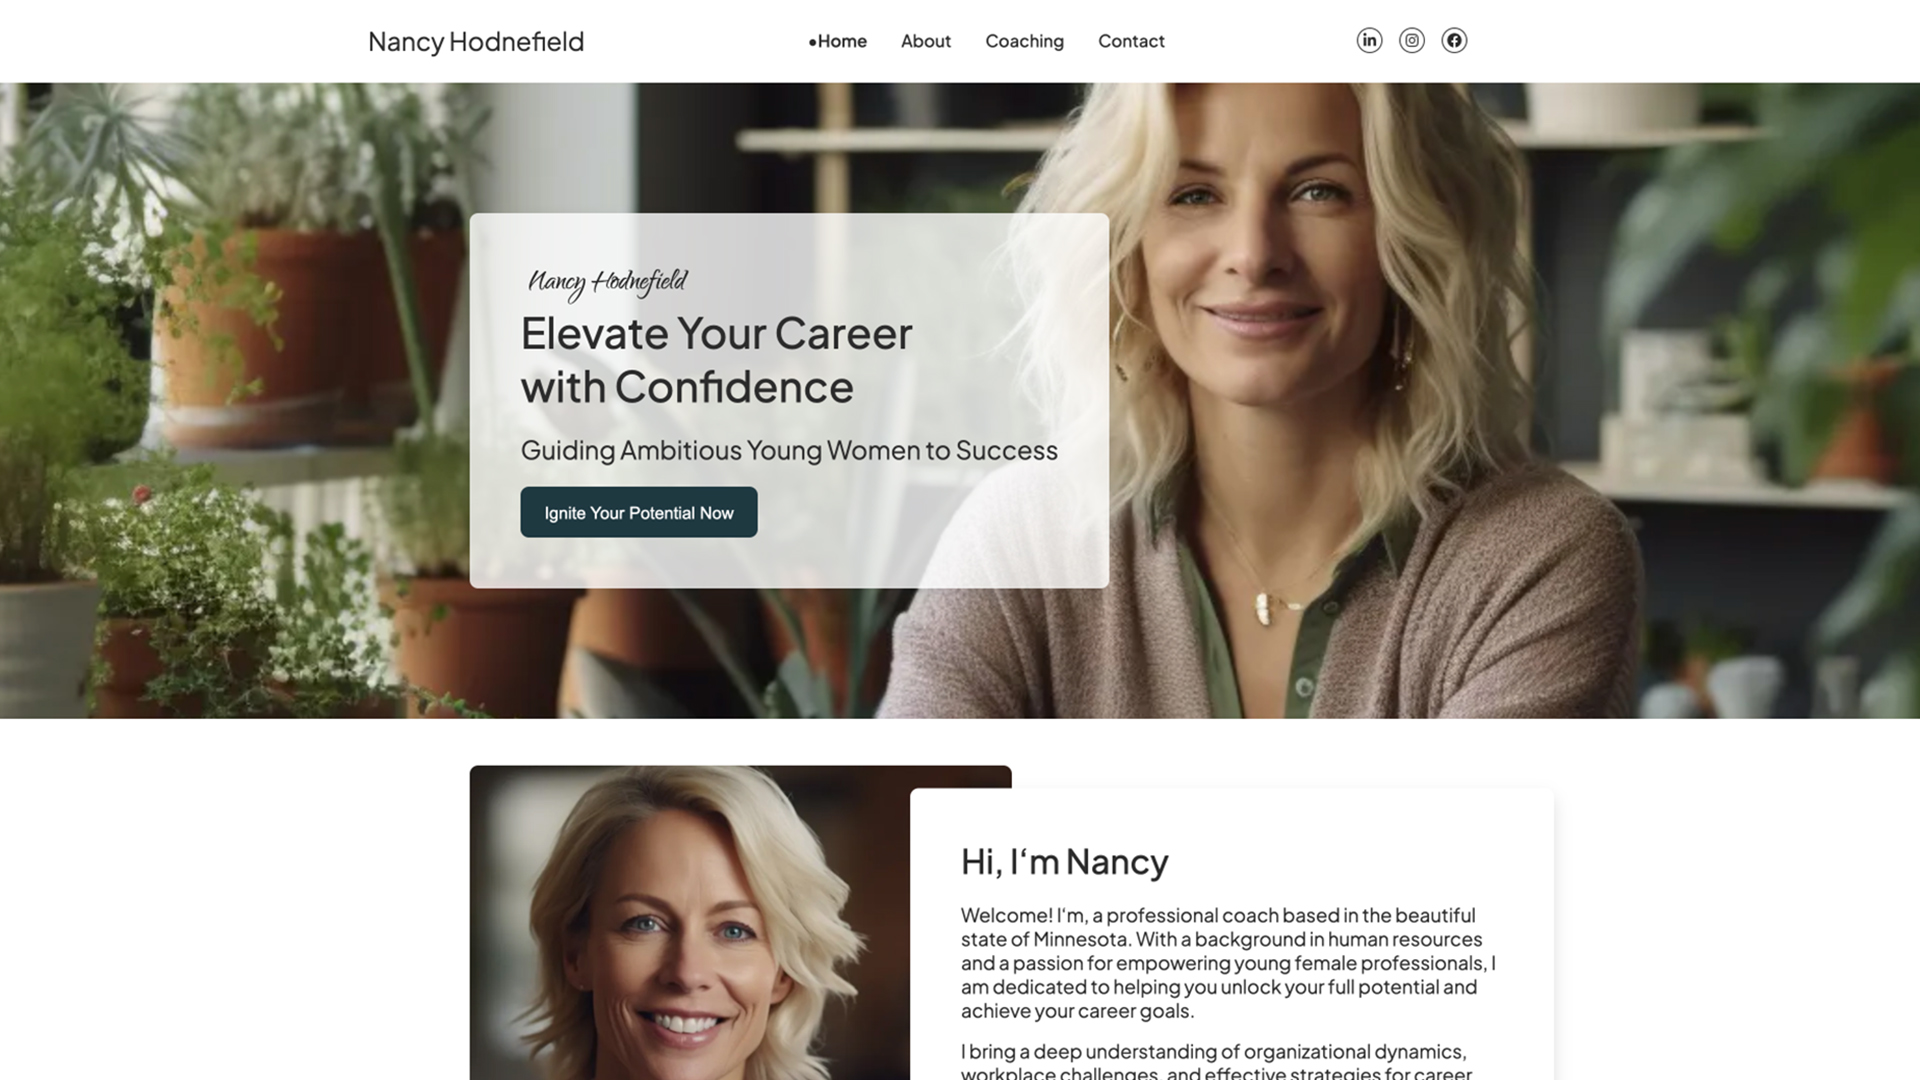 Nancy Hodnefield
•Home About Coaching Contact
Nancy Hodnefield
Elevate Your Career
with Confidence
Guiding Ambitious Young Women to Success
Ignite Your Potential Now
Hi, I‘m Nancy
Welcome! I‘m, a professional coach based in the beautiful
state of Minnesota. With a background in human resources
and a passion for empowering young female professionals, I
am dedicated to helping you unlock your full potential and
achieve your career goals.
I bring a deep understanding of organizational dynamics,
workplace challenges, and effective strategies for career